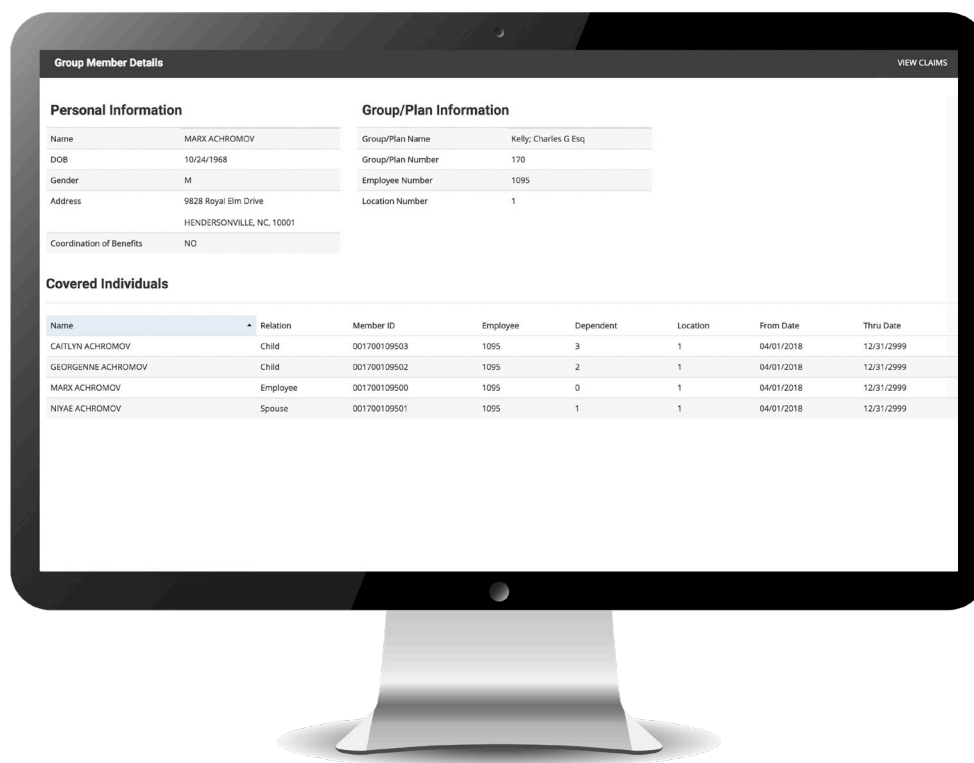 Group Member Details
VIEW CLAIMS
Personal Information
Name MARX ACHROMOV
DOB 10/24/1968
Gender M
Address 9828 Royal Elm Drive
HENDERSONVILLE, NC, 10001
Coordination of Benefits NO
Group/Plan Information
Group/Plan Name Kelly; Charles G Esq
Group/Plan Number 170
Employee Number 1095
Location Number 1
Covered Individuals
Name Relation Member ID Employee Dependent Location From Date Thru Date
CAITLYN ACHROMOV Child 001700109503 1095 3 1 04/01/2018 12/31/2999
GEORGENNE ACHROMOV Child 001700109502 1095 2 1 04/01/2018 12/31/2999
MARX ACHROMOV Employee 001700109500 1095 0 1 04/01/2018 12/31/2999
NIYAE ACHROMOV Spouse 001700109501 1095 1 1 04/01/2018 12/31/2999